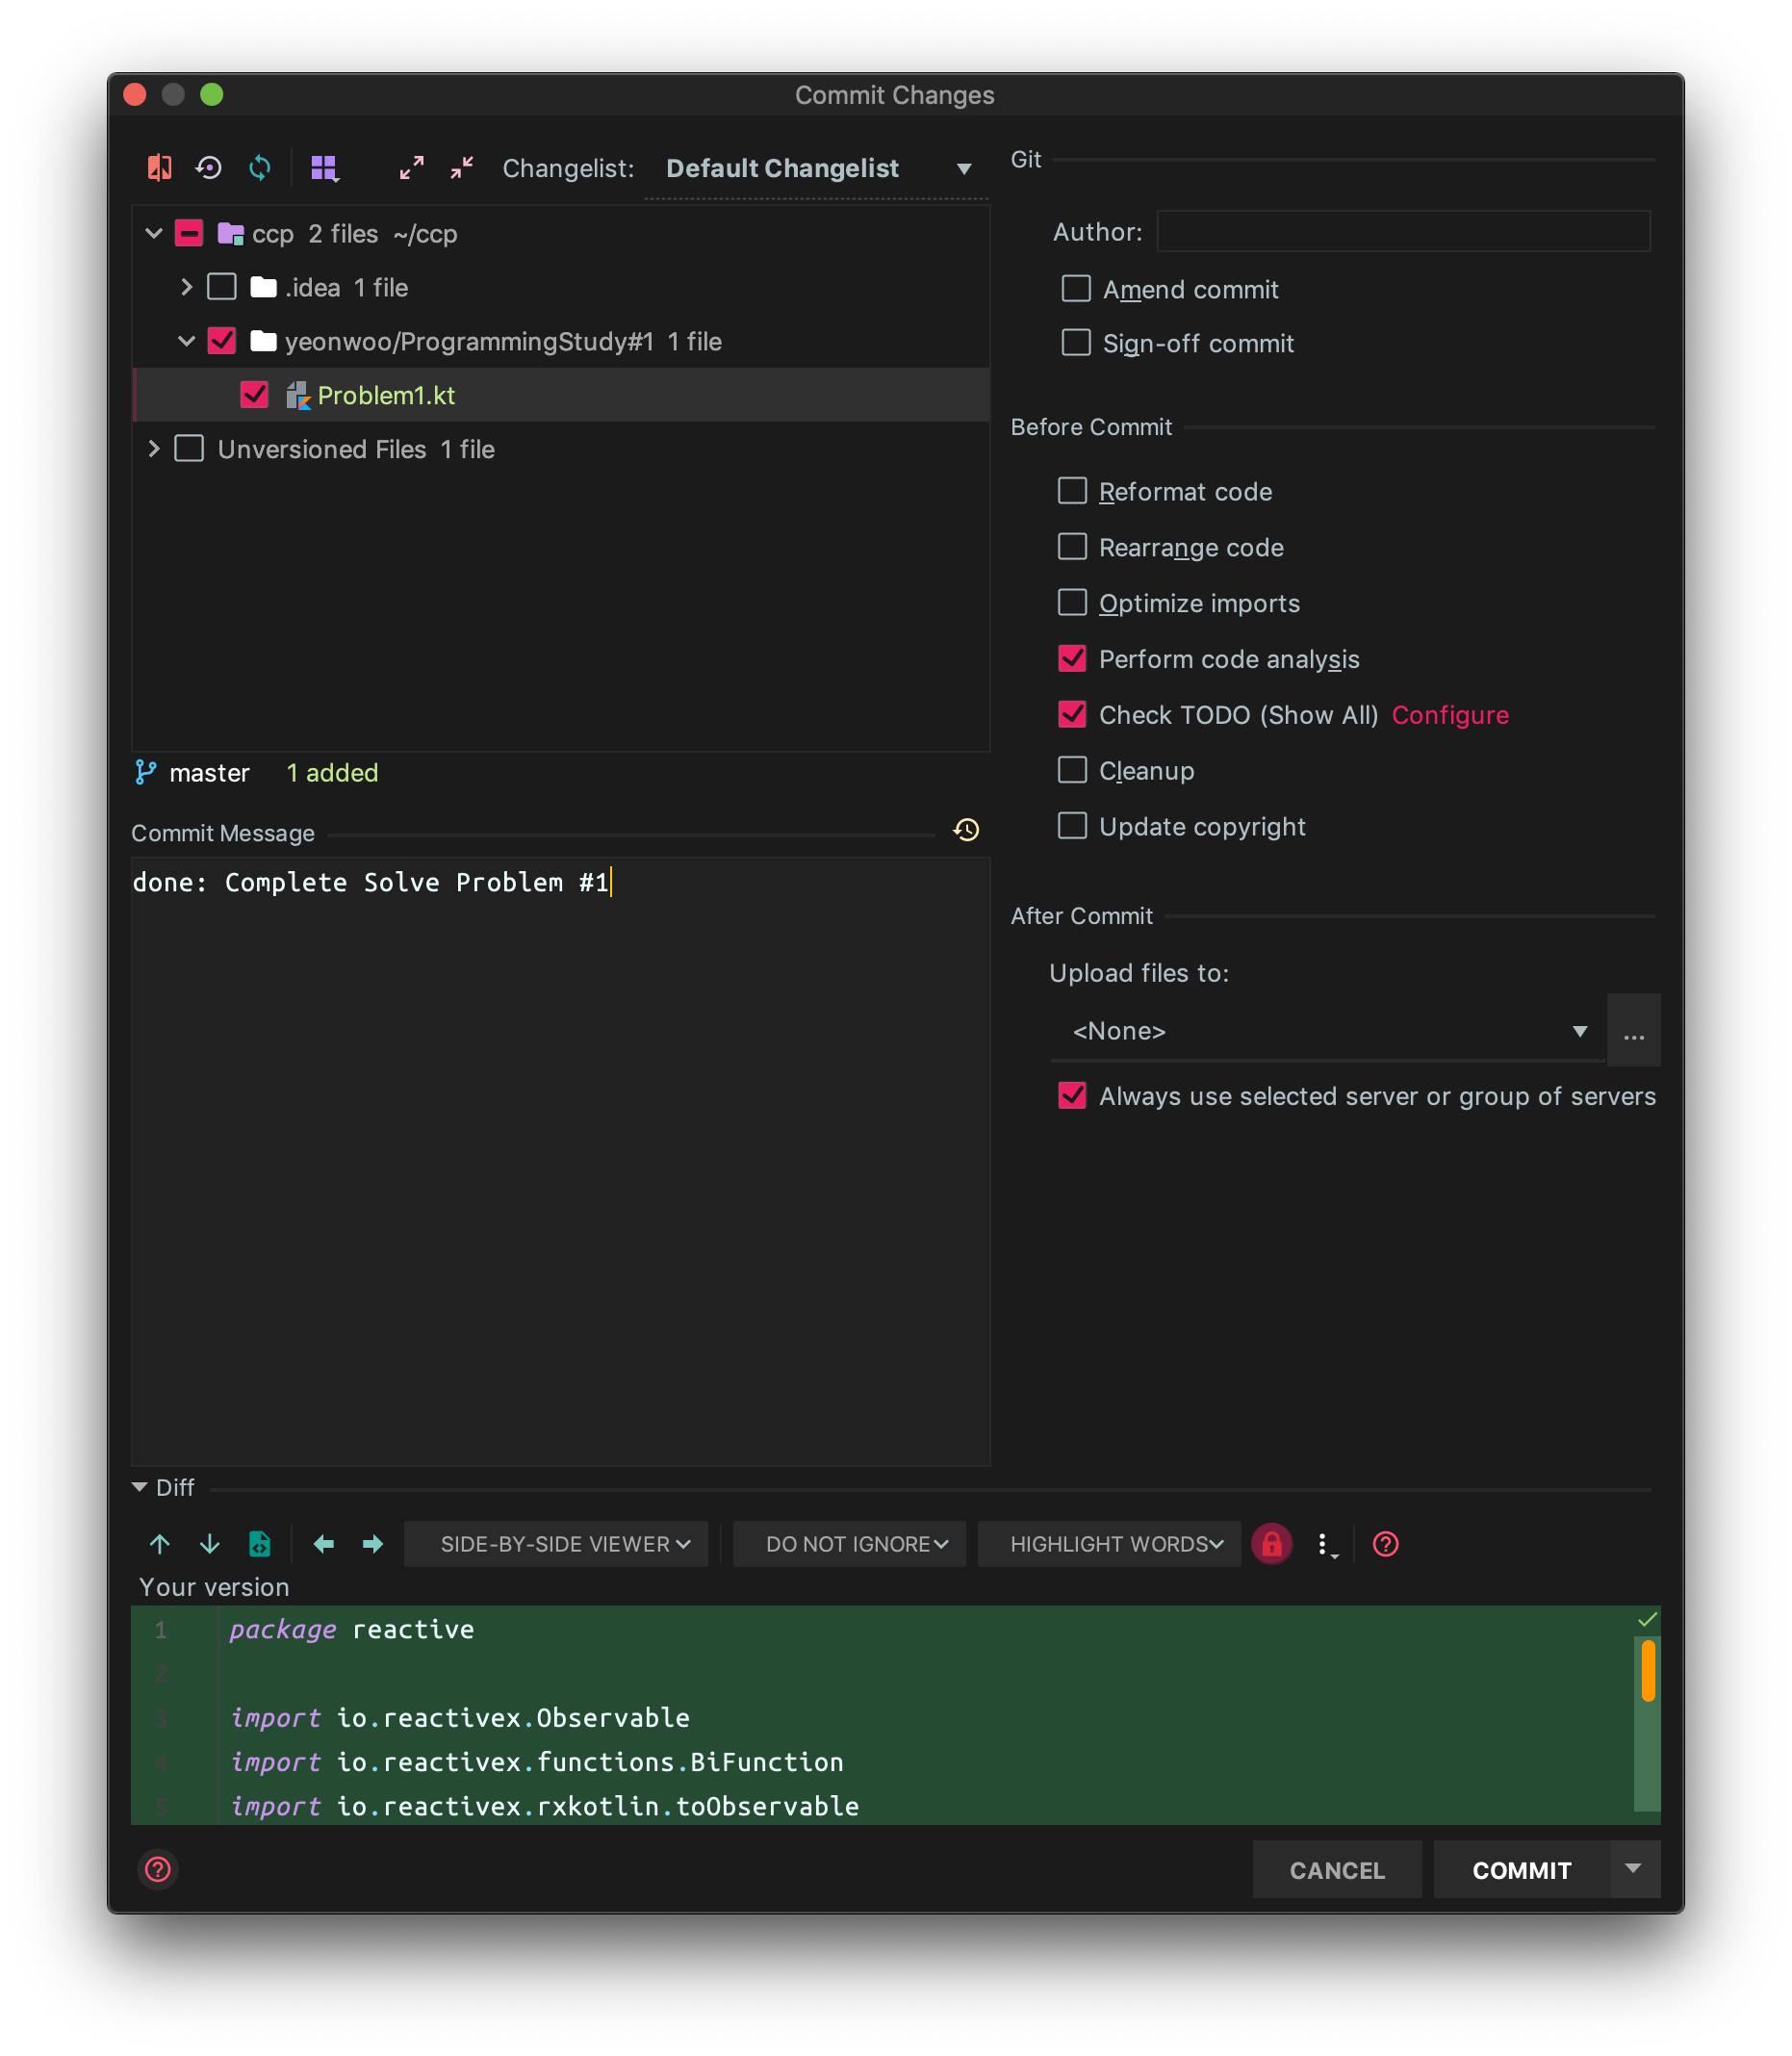 Commit Changes
Changelist: Default Changelist
ccp 2 files ~/ccp
.idea 1 file
yeonwoo/ProgrammingStudy#1 1 file
Problem1.kt
Unversioned Files 1 file
master 1 added
Commit Message
done: Complete Solve Problem #1
Git
Author:
Amend commit
Sign-off commit
Before Commit
Reformat code
Rearrange code
Optimize imports
Perform code analysis
Check TODO (Show All) Configure
Cleanup
Update copyright
After Commit
Upload files to:
<None>
...
Always use selected server or group of servers
Diff
SIDE-BY-SIDE VIEWER DO NOT IGNORE HIGHLIGHT WORDS
Your version
1 package reactive
2
3 import io.reactivex.Observable
4 import io.reactivex.functions.BiFunction
5 import io.reactivex.rxkotlin.toObservable
CANCEL COMMIT